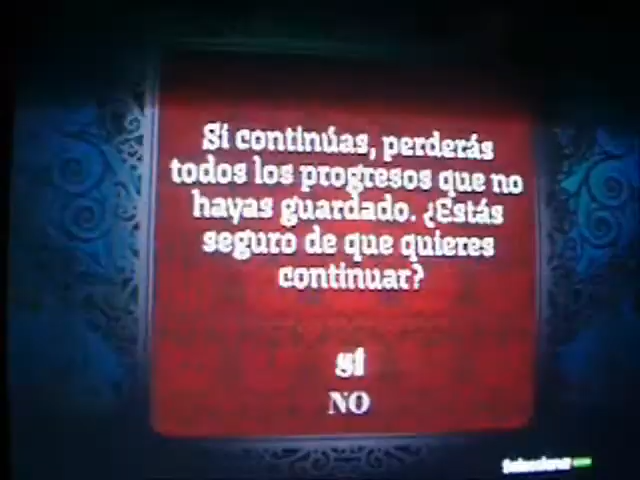 Si continúas, perderás
todos los progresos que no
hayas guardado. ¿Estás
seguro de que quieres
continuar?
SÍ
NO